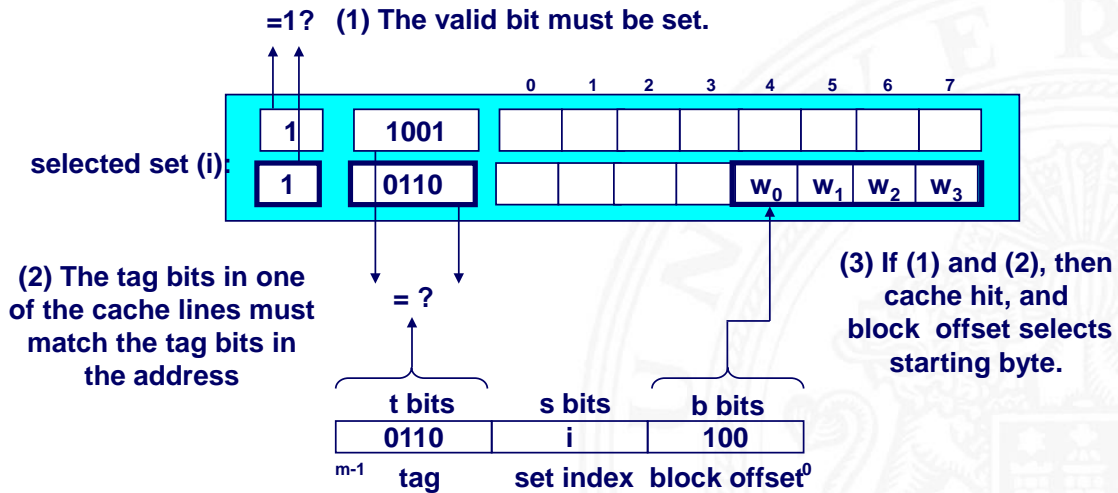 =1? (1) The valid bit must be set.
0 1 2 3 4 5 6 7
1 1001
selected set (i):
1 0110 w0 w1 w2 w3
(2) The tag bits in one
of the cache lines must
match the tag bits in
the address
= ?
(3) If (1) and (2), then
cache hit, and
block offset selects
starting byte.
t bits s bits b bits
0110 i 100
m-1 tag set index block offset 0